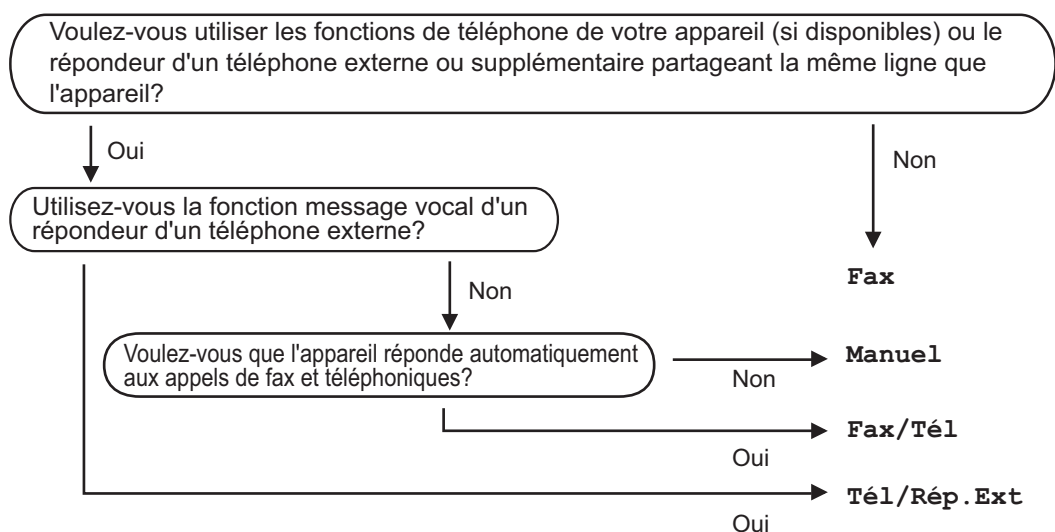 Voulez-vous utiliser les fonctions de téléphone de votre appareil (si disponibles) ou le
répondeur d'un téléphone externe ou supplémentaire partageant la même ligne que
l'appareil?
Oui
Non
Utilisez-vous la fonction message vocal d'un
répondeur d'un téléphone externe?
Fax
Non
Voulez-vous que l'appareil réponde automatiquement
aux appels de fax et téléphoniques?
Manuel
Non
Fax/Tél
Oui
Tél/Rép.Ext
Oui